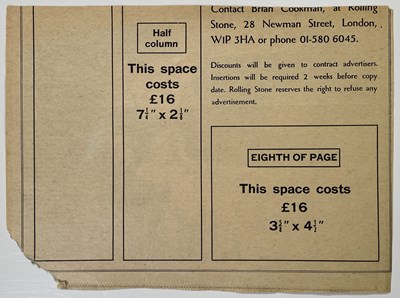 Half
column
This space
costs
£16
7¼" x 2⅛"
Contact Brian Cookman, at Rolling
Stone, 28 Newman Street, London,
W1P 3HA or phone 01-580 6045.
Discounts will be given to contract advertisers.
Insertions will be required 2 weeks before copy
date. Rolling Stone reserves the right to refuse any
advertisement.
EIGHTH OF PAGE
This space costs
£16
3⅝" x 4½"